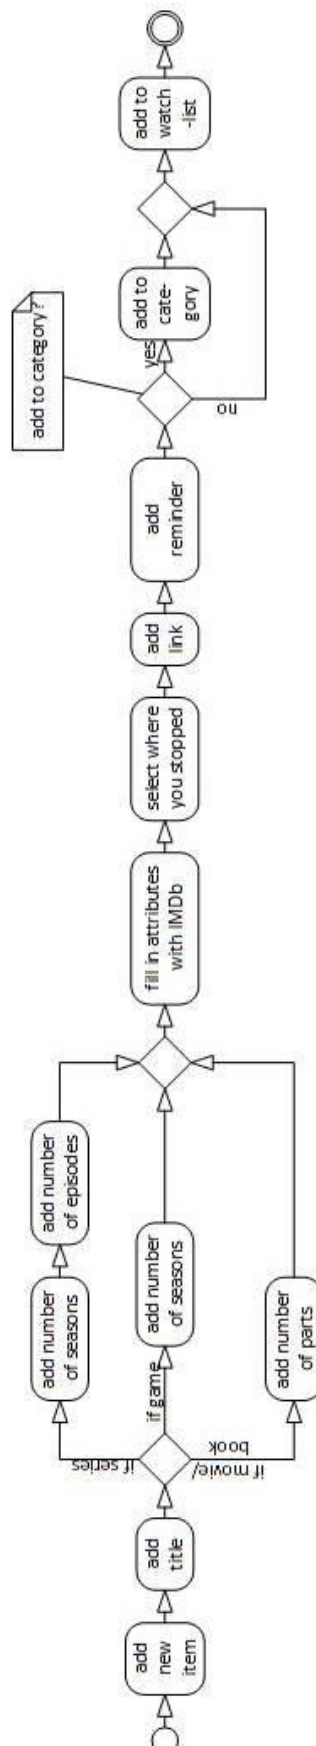 add
new
item
add
title
if series
if game
if movie/
book
add number
of seasons
add number
of episodes
add number
of seasons
add number
of parts
fill in attributes
with IMDb
select where
you stopped
add
link
add
reminder
add to category?
yes
no
add to
cate-
gory
add to
watch
-list